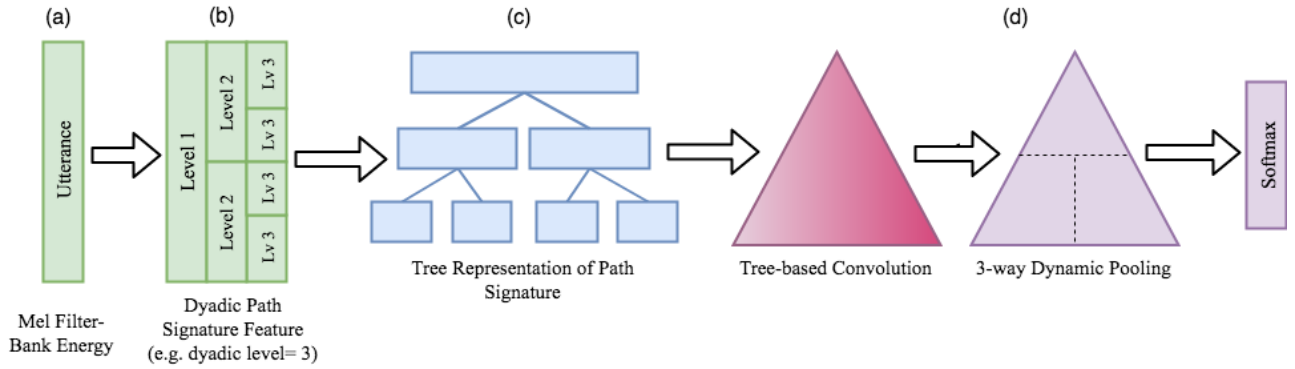 (a)
(b)
(c)
(d)
Utterance
Level 1
Level 2
Level 2
Lv 3
Lv 3
Lv 3
Lv 3
Softmax
Mel Filter-
Bank Energy
Dyadic Path
Signature Feature
(e.g. dyadic level= 3)
Tree Representation of Path
Signature
Tree-based Convolution
3-way Dynamic Pooling